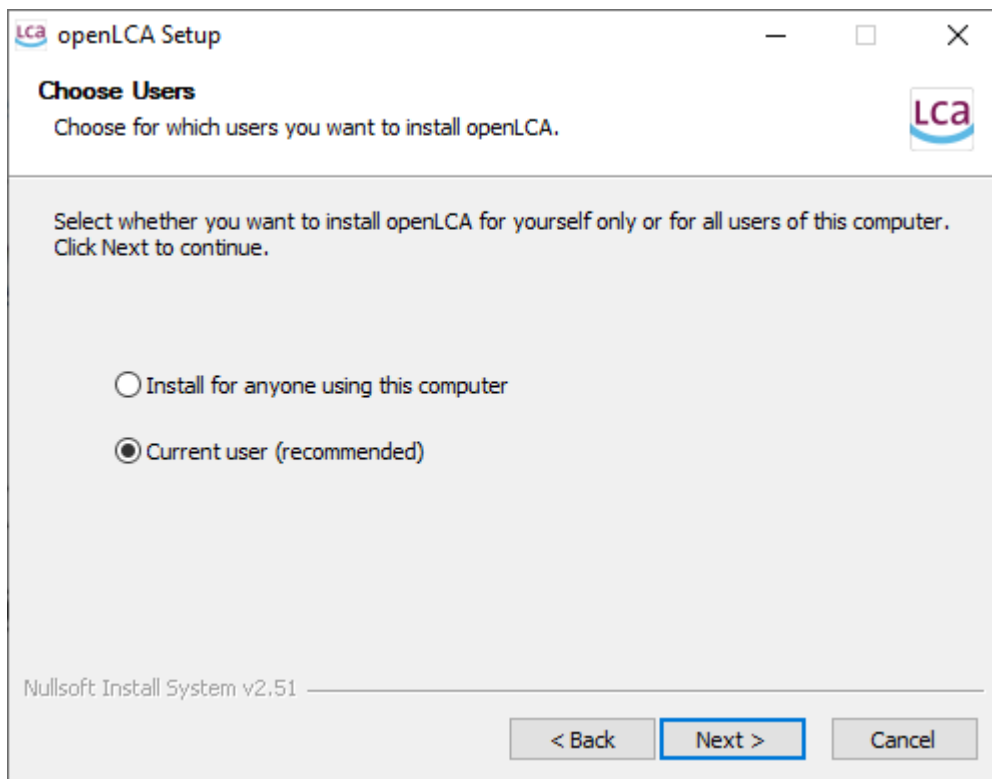 LCA openLCA Setup
Choose Users
Choose for which users you want to install openLCA.
LCA
Select whether you want to install openLCA for yourself only or for all users of this computer.
Click Next to continue.
Install for anyone using this computer
Current user (recommended)
Nullsoft Install System v2.51
< Back Next > Cancel